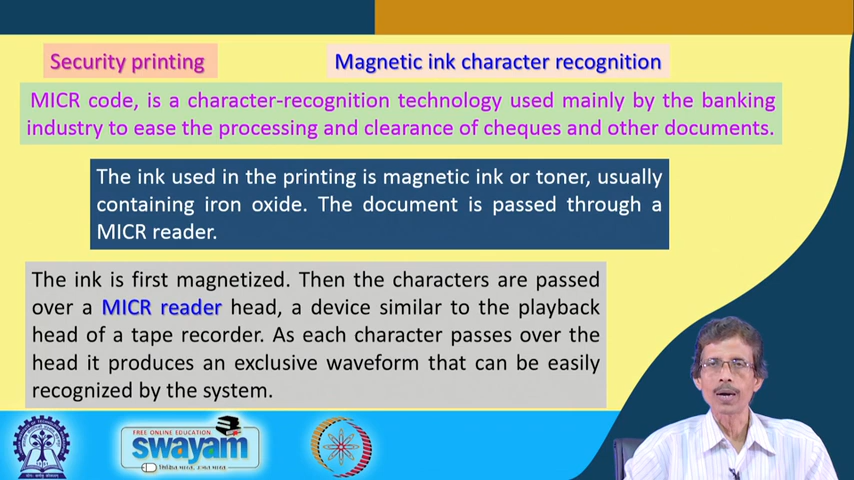 Security printing
Magnetic ink character recognition
MICR code, is a character-recognition technology used mainly by the banking
industry to ease the processing and clearance of cheques and other documents.
The ink used in the printing is magnetic ink or toner, usually
containing iron oxide. The document is passed through a
MICR reader.
The ink is first magnetized. Then the characters are passed
over a MICR reader head, a device similar to the playback
head of a tape recorder. As each character passes over the
head it produces an exclusive waveform that can be easily
recognized by the system.
FREE ONLINE EDUCATION
swayam